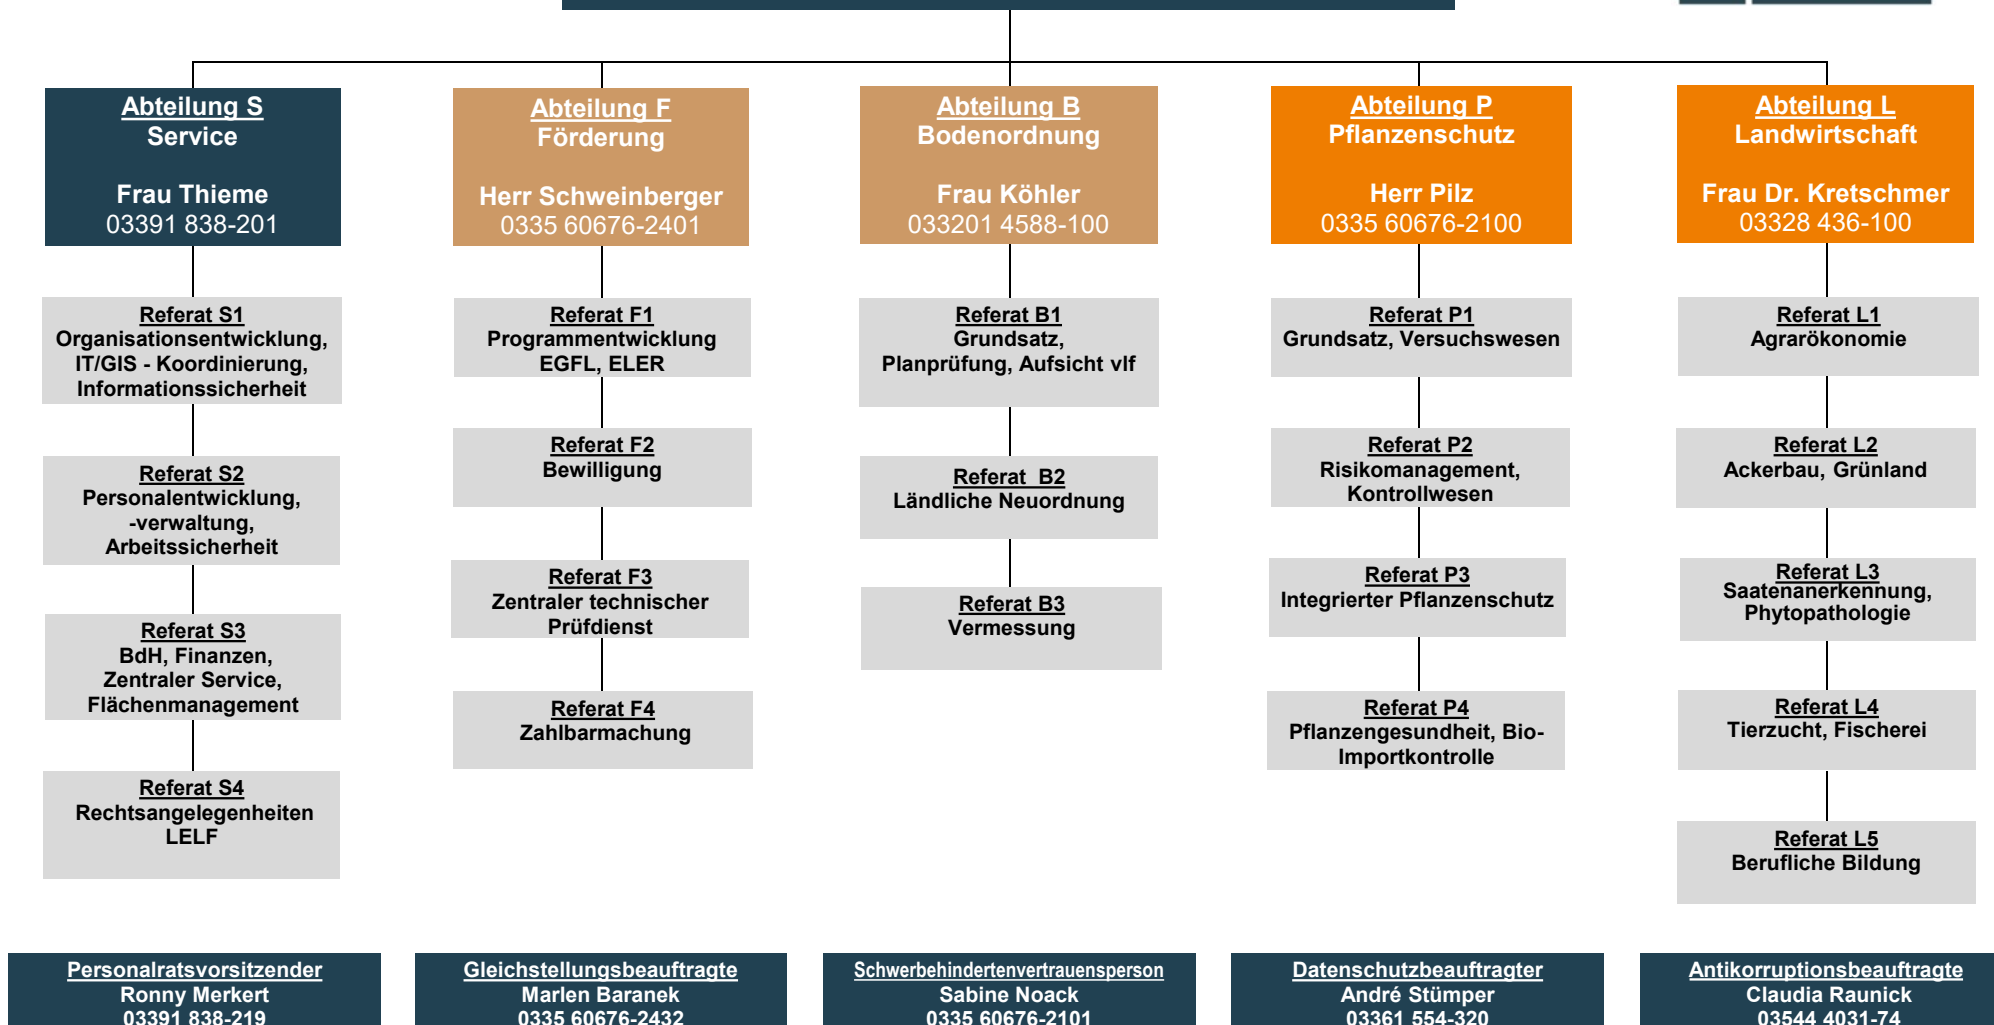 Abteilung S
Service
Frau Thieme
03391 838-201
Abteilung F
Förderung
Herr Schweinberger
0335 60676-2401
Abteilung B
Bodenordnung
Frau Köhler
033201 4588-100
Abteilung P
Pflanzenschutz
Herr Pilz
0335 60676-2100
Abteilung L
Landwirtschaft
Frau Dr. Kretschmer
03328 436-100
Referat S1
Organisationsentwicklung,
IT/GIS - Koordinierung,
Informationssicherheit
Referat S2
Personalentwicklung,
-verwaltung,
Arbeitssicherheit
Referat S3
BdH, Finanzen,
Zentraler Service,
Flächenmanagement
Referat S4
Rechtsangelegenheiten
LELF
Referat F1
Programmentwicklung
EGFL, ELER
Referat F2
Bewilligung
Referat F3
Zentraler technischer
Prüfdienst
Referat F4
Zahlbarmachung
Referat B1
Grundsatz,
Planprüfung, Aufsicht vlf
Referat B2
Ländliche Neuordnung
Referat B3
Vermessung
Referat P1
Grundsatz, Versuchswesen
Referat P2
Risikomanagement,
Kontrollwesen
Referat P3
Integrierter Pflanzenschutz
Referat P4
Pflanzengesundheit, Bio-
Importkontrolle
Referat L1
Agrarökonomie
Referat L2
Ackerbau, Grünland
Referat L3
Saatenanerkennung,
Phytopathologie
Referat L4
Tierzucht, Fischerei
Referat L5
Berufliche Bildung
Personalratsvorsitzender
Ronny Merkert
03391 838-219
Gleichstellungsbeauftragte
Marlen Baranek
0335 60676-2432
Schwerbehindertenvertrauensperson
Sabine Noack
0335 60676-2101
Datenschutzbeauftragter
André Stümper
03361 554-320
Antikorruptionsbeauftragte
Claudia Raunick
03544 4031-74